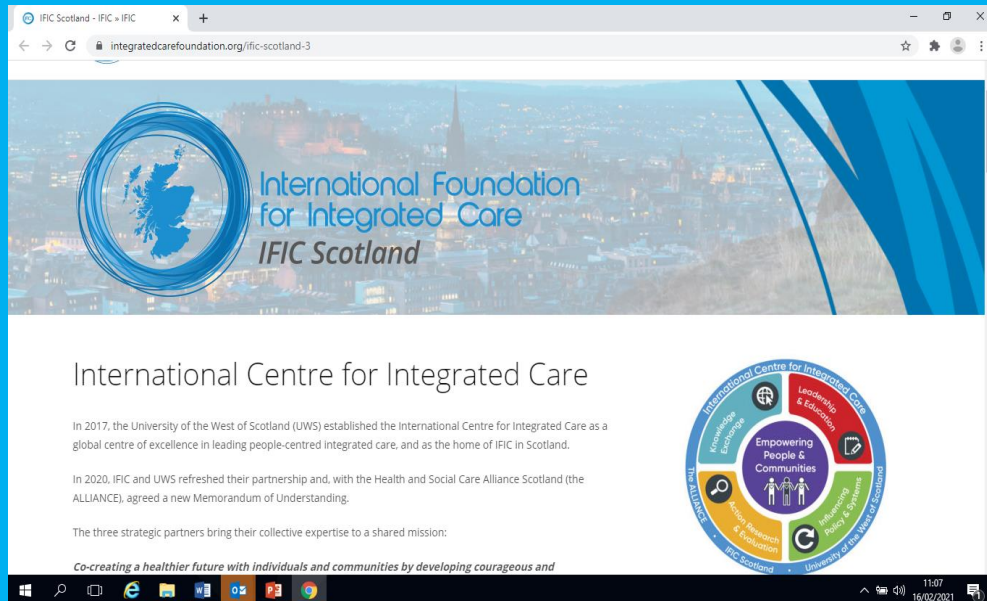 IFIC Scotland - IFIC » IFIC
integratedcarefoundation.org/ific-scotland-3
International Foundation
for Integrated Care
IFIC Scotland
International Centre for Integrated Care
In 2017, the University of the West of Scotland (UWS) established the International Centre for Integrated Care as a
global centre of excellence in leading people-centred integrated care, and as the home of IFIC in Scotland.
In 2020, IFIC and UWS refreshed their partnership and, with the Health and Social Care Alliance Scotland (the
ALLIANCE), agreed a new Memorandum of Understanding.
The three strategic partners bring their collective expertise to a shared mission:
Co-creating a healthier future with individuals and communities by developing courageous and
International Centre for Integrated Care
Knowledge
Exchange
Leadership
& Education
Empowering
People &
Communities
Action Research
& Evaluation
Influencing
Policy & Systems
The ALLIANCE • IFIC Scotland • University of the West of Scotland
11:07
16/02/2021